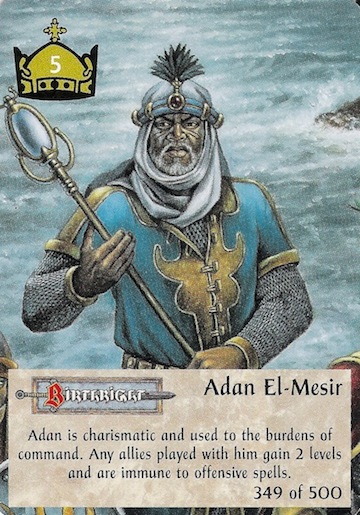 5
Adan El-Mesir
BIRTHRIGHT
Adan is charismatic and used to the burdens of
command. Any allies played with him gain 2 levels
and are immune to offensive spells.
349 of 500